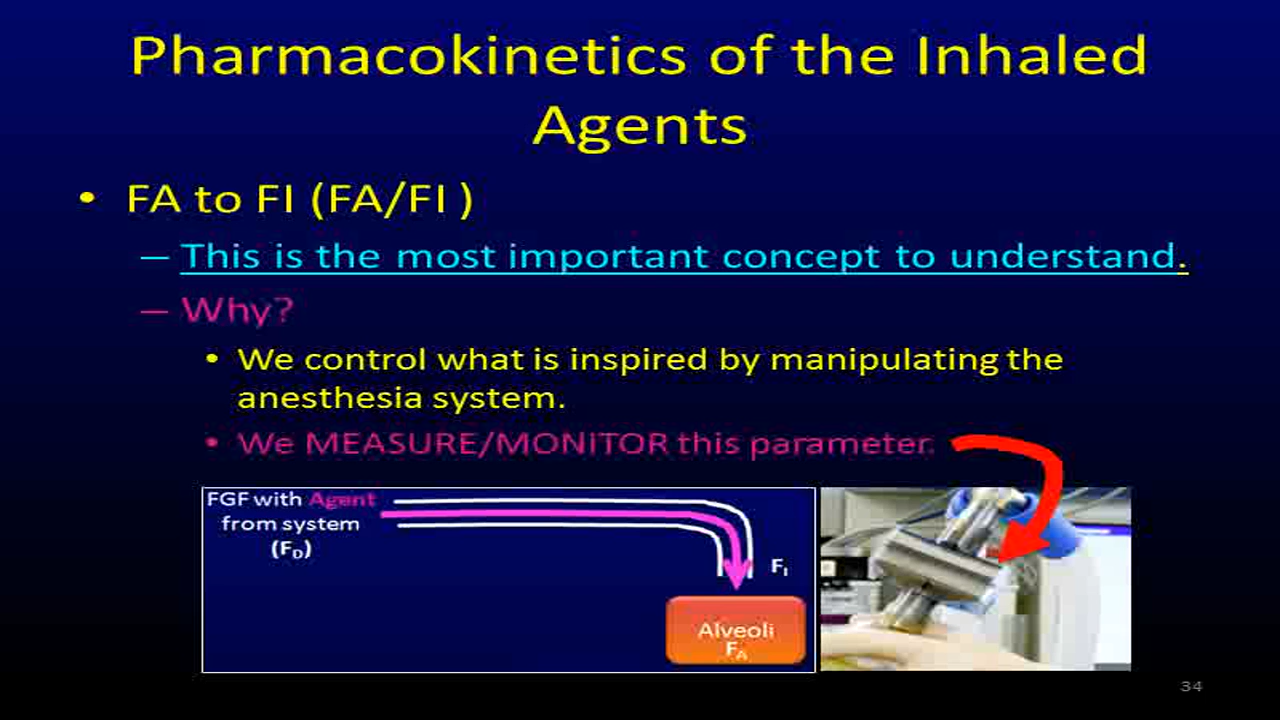 Pharmacokinetics of the Inhaled
Agents
• FA to FI (FA/FI )
– This is the most important concept to understand.
– Why?
• We control what is inspired by manipulating the
anesthesia system.
• We MEASURE/MONITOR this parameter.
FGF with Agent
from system
(FD)
FI
Alveoli
FA
34